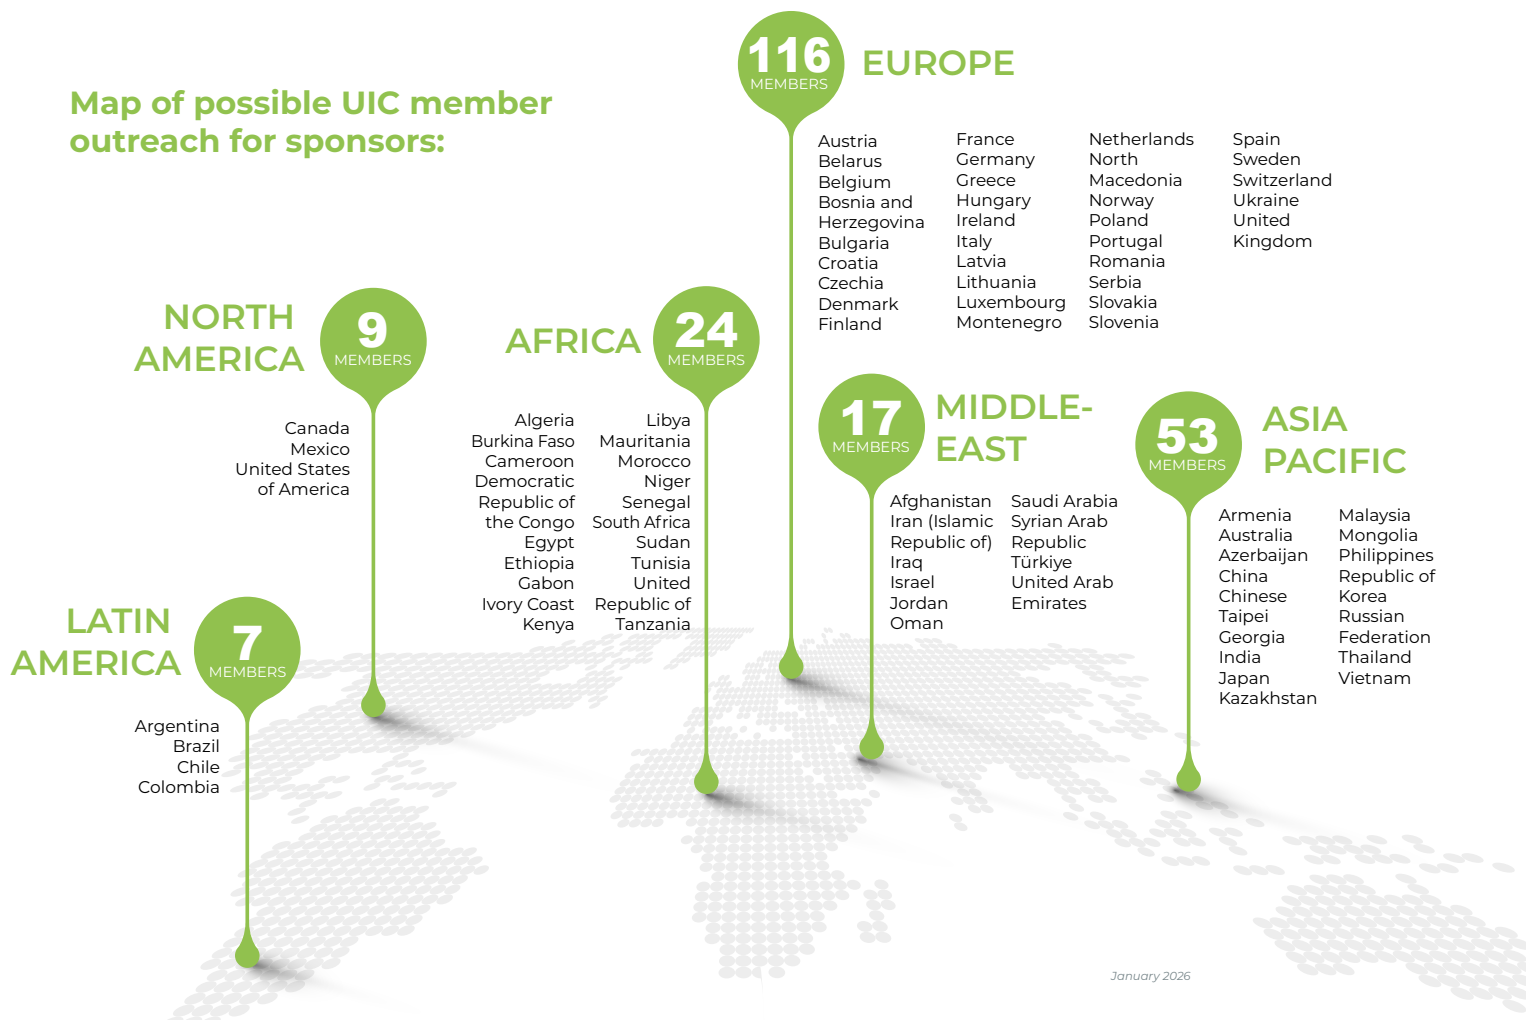 Map of possible UIC member
outreach for sponsors:
116
MEMBERS
EUROPE
Austria
Belarus
Belgium
Bosnia and
Herzegovina
Bulgaria
Croatia
Czechia
Denmark
Finland
France
Germany
Greece
Hungary
Ireland
Italy
Latvia
Lithuania
Luxembourg
Montenegro
Netherlands
North
Macedonia
Norway
Poland
Portugal
Romania
Serbia
Slovakia
Slovenia
Spain
Sweden
Switzerland
Ukraine
United
Kingdom
NORTH
AMERICA
9
MEMBERS
Canada
Mexico
United States
of America
AFRICA
24
MEMBERS
Algeria
Burkina Faso
Cameroon
Democratic
Republic of
the Congo
Egypt
Ethiopia
Gabon
Ivory Coast
Kenya
Libya
Mauritania
Morocco
Niger
Senegal
South Africa
Sudan
Tunisia
United
Republic of
Tanzania
17
MEMBERS
MIDDLE-
EAST
Afghanistan
Iran (Islamic
Republic of)
Iraq
Israel
Jordan
Oman
Saudi Arabia
Syrian Arab
Republic
Türkiye
United Arab
Emirates
53
MEMBERS
ASIA
PACIFIC
Armenia
Australia
Azerbaijan
China
Chinese
Taipei
Georgia
India
Japan
Kazakhstan
Malaysia
Mongolia
Philippines
Republic of
Korea
Russian
Federation
Thailand
Vietnam
LATIN
AMERICA
7
MEMBERS
Argentina
Brazil
Chile
Colombia
January 2026